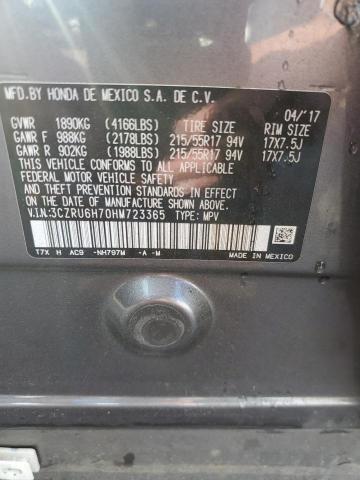 MFD.BY HONDA DE MEXICO S.A. DE C.V. 04/'17
GVWR 1890KG (4166LBS) TIRE SIZE RIM SIZE
GAWR F 988KG (2178LBS) 215/55R17 94V 17X7.5J
GAWR R 902KG (1988LBS) 215/55R17 94V 17X7.5J
THIS VEHICLE CONFORMS TO ALL APPLICABLE
FEDERAL MOTOR VEHICLE SAFETY AND THEFT
PREVENTION STANDARDS IN EFFECT ON THE DATE
OF MANUFACTURE SHOWN ABOVE.
V.I.N.:3CZRU6H70HM723365 TYPE: MPV
T7X H AC9 -NH797M -A -M MADE IN MEXICO